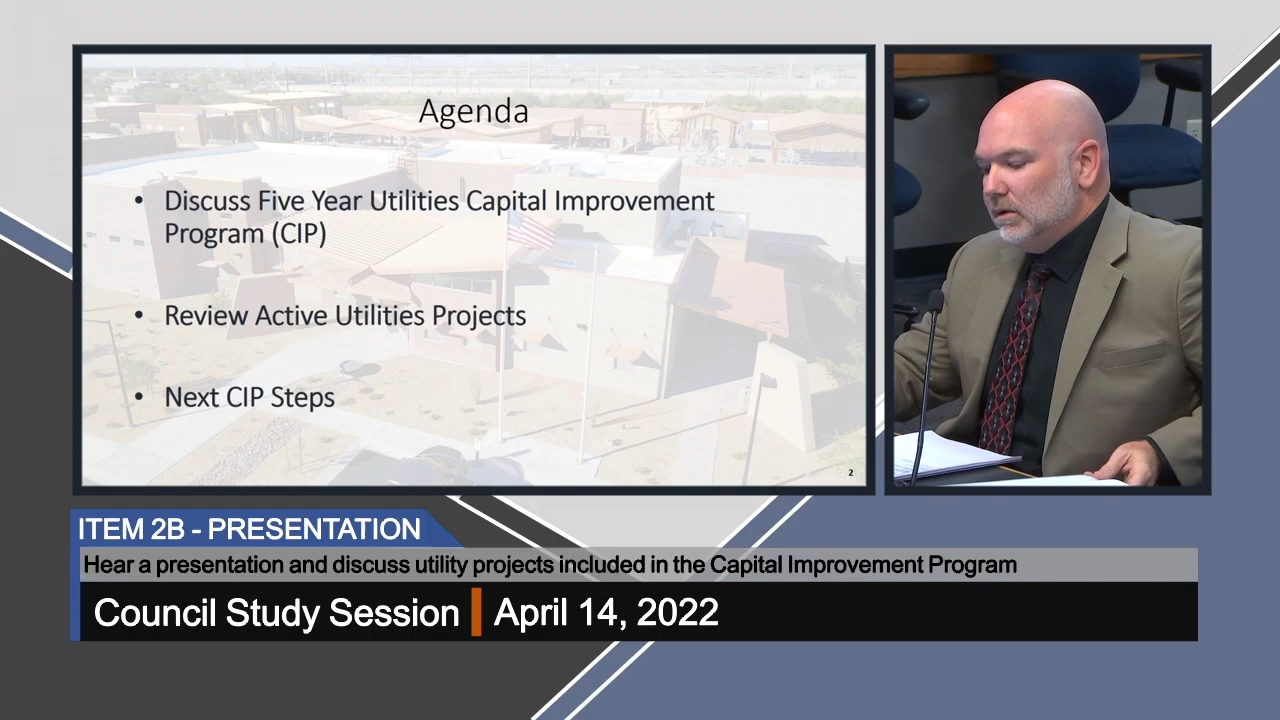 Agenda
• Discuss Five Year Utilities Capital Improvement
Program (CIP)
• Review Active Utilities Projects
• Next CIP Steps
2
ITEM 2B - PRESENTATION
Hear a presentation and discuss utility projects included in the Capital Improvement Program
Council Study Session
April 14, 2022